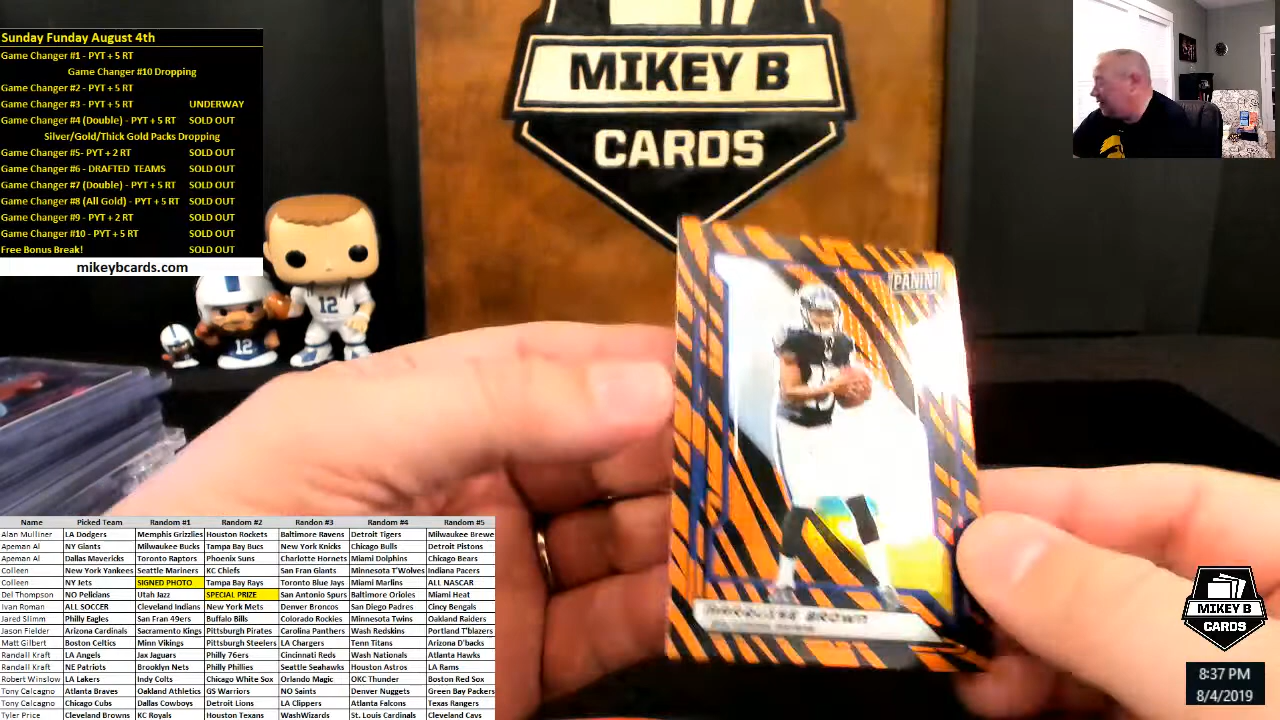 Sunday Funday August 4th
Game Changer #1 - PYT + 5 RT
Game Changer #10 Dropping
Game Changer #2 - PYT + 5 RT
Game Changer #3 - PYT + 5 RT UNDERWAY
Game Changer #4 (Double) - PYT + 5 RT SOLD OUT
Silver/Gold/Thick Gold Packs Dropping
Game Changer #5- PYT + 2 RT SOLD OUT
Game Changer #6 - DRAFTED TEAMS SOLD OUT
Game Changer #7 (Double) - PYT + 5 RT SOLD OUT
Game Changer #8 (All Gold) - PYT + 5 RT SOLD OUT
Game Changer #9 - PYT + 2 RT SOLD OUT
Game Changer #10 - PYT + 5 RT SOLD OUT
Free Bonus Break! SOLD OUT
mikeybcards.com
MIKEY B
CARDS
12
12
PANINI
BROWN
Name Picked Team Random #1 Random #2 Randon #3 Random #4 Random #5
Alan Mulliner LA Dodgers Memphis Grizzlies Houston Rockets Baltimore Ravens Detroit Tigers Milwaukee Brewe
Apeman Al NY Giants Milwaukee Bucks Tampa Bay Bucs New York Knicks Chicago Bulls Detroit Pistons
Apeman Al Dallas Mavericks Toronto Raptors Phoenix Suns Charlotte Hornets Miami Dolphins Chicago Bears
Colleen New York Yankees Seattle Mariners KC Chiefs San Fran Giants Minnesota T'Wolves Indiana Pacers
Colleen NY Jets SIGNED PHOTO Tampa Bay Rays Toronto Blue Jays Miami Marlins ALL NASCAR
Del Thompson NO Pelicians Utah Jazz SPECIAL PRIZE San Antonio Spurs Baltimore Orioles Miami Heat
Ivan Roman ALL SOCCER Cleveland Indians New York Mets Denver Broncos San Diego Padres Cincy Bengals
Jared Slimm Philly Eagles San Fran 49ers Buffalo Bills Colorado Rockies Minnesota Twins Oakland Raiders
Jason Fielder Arizona Cardinals Sacramento Kings Pittsburgh Pirates Carolina Panthers Wash Redskins Portland T'blazers
Matt Gilbert Boston Celtics Minn Vikings Pittsburgh Steelers LA Chargers Tenn Titans Arizona D'backs
Randall Kraft LA Angels Jax Jaguars Philly 76ers Cincinnati Reds Wash Nationals Atlanta Hawks
Randall Kraft NE Patriots Brooklyn Nets Philly Phillies Seattle Seahawks Houston Astros LA Rams
Robert Winslow LA Lakers Indy Colts Chicago White Sox Orlando Magic OKC Thunder Boston Red Sox
Tony Calcagno Atlanta Braves Oakland Athletics GS Warriors NO Saints Denver Nuggets Green Bay Packers
Tony Calcagno Chicago Cubs Dallas Cowboys Detroit Lions LA Clippers Atlanta Falcons Texas Rangers
Tyler Price Cleveland Browns KC Royals Houston Texans WashWizards St. Louis Cardinals Cleveland Cavs
MIKEY B
CARDS
8:37 PM
8/4/2019